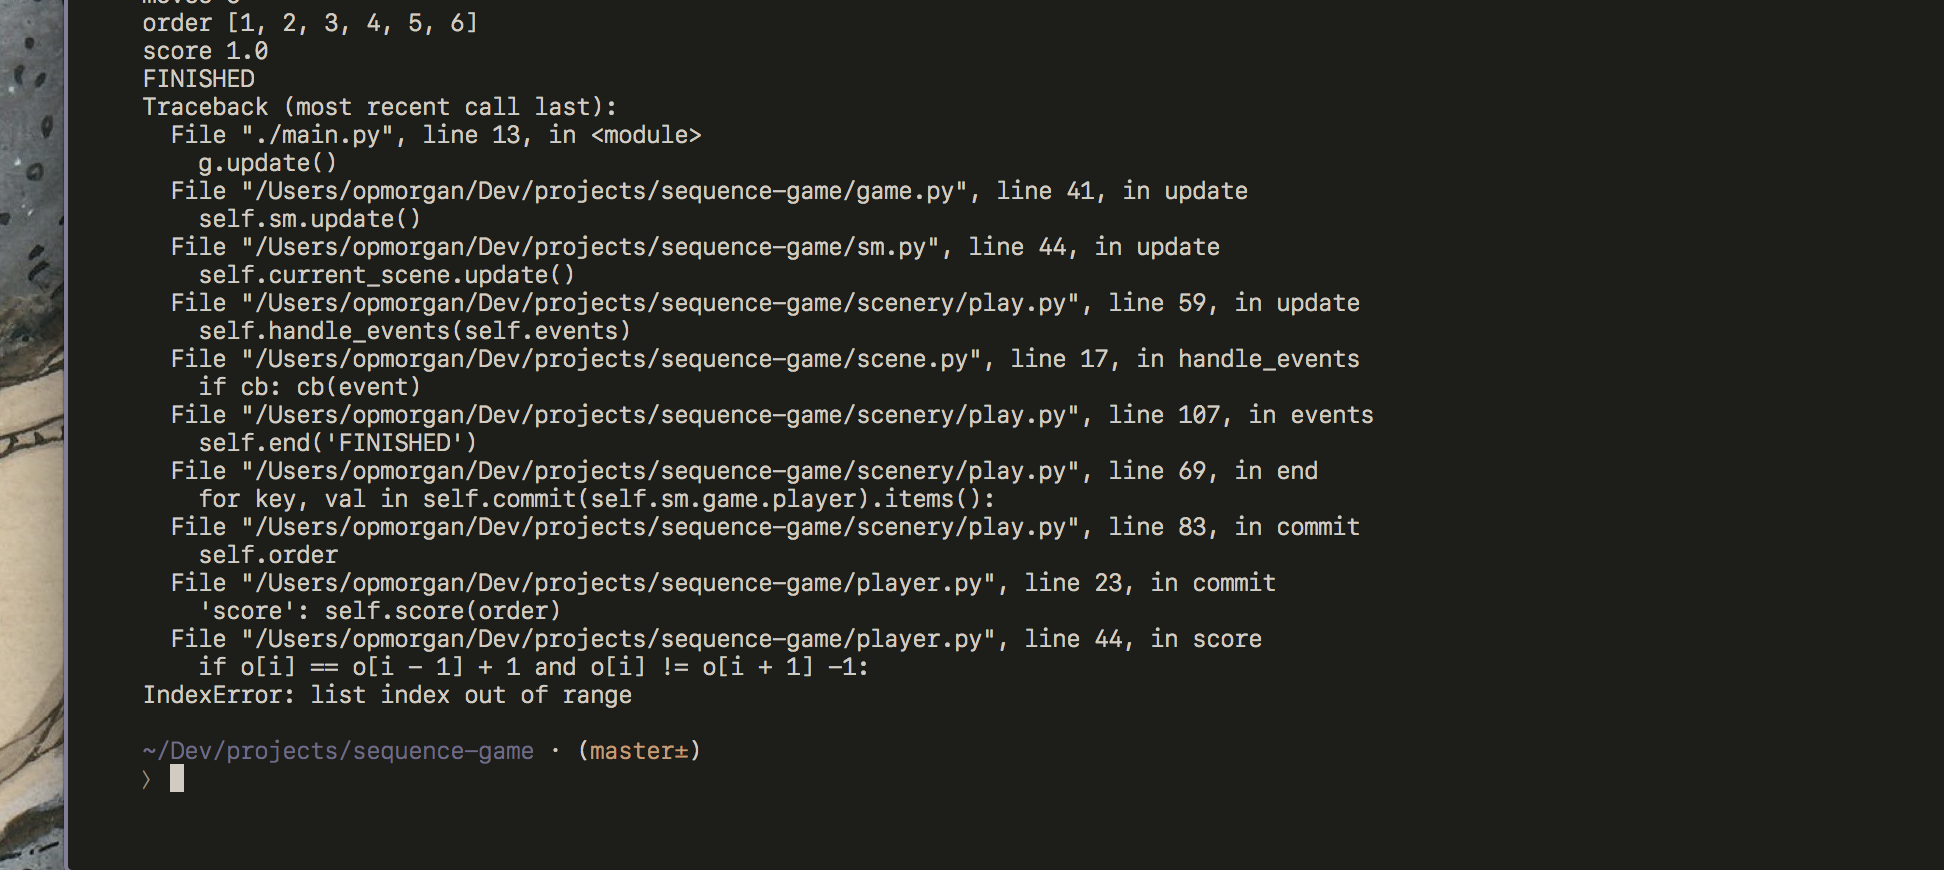 order [1, 2, 3, 4, 5, 6]
score 1.0
FINISHED
Traceback (most recent call last):
  File "./main.py", line 13, in <module>
    g.update()
  File "/Users/opmorgan/Dev/projects/sequence-game/game.py", line 41, in update
    self.sm.update()
  File "/Users/opmorgan/Dev/projects/sequence-game/sm.py", line 44, in update
    self.current_scene.update()
  File "/Users/opmorgan/Dev/projects/sequence-game/scenery/play.py", line 59, in update
    self.handle_events(self.events)
  File "/Users/opmorgan/Dev/projects/sequence-game/scene.py", line 17, in handle_events
    if cb: cb(event)
  File "/Users/opmorgan/Dev/projects/sequence-game/scenery/play.py", line 107, in events
    self.end('FINISHED')
  File "/Users/opmorgan/Dev/projects/sequence-game/scenery/play.py", line 69, in end
    for key, val in self.commit(self.sm.game.player).items():
  File "/Users/opmorgan/Dev/projects/sequence-game/scenery/play.py", line 83, in commit
    self.order
  File "/Users/opmorgan/Dev/projects/sequence-game/player.py", line 23, in commit
    'score': self.score(order)
  File "/Users/opmorgan/Dev/projects/sequence-game/player.py", line 44, in score
    if o[i] == o[i - 1] + 1 and o[i] != o[i + 1] -1:
IndexError: list index out of range
~/Dev/projects/sequence-game · (master±)
〉